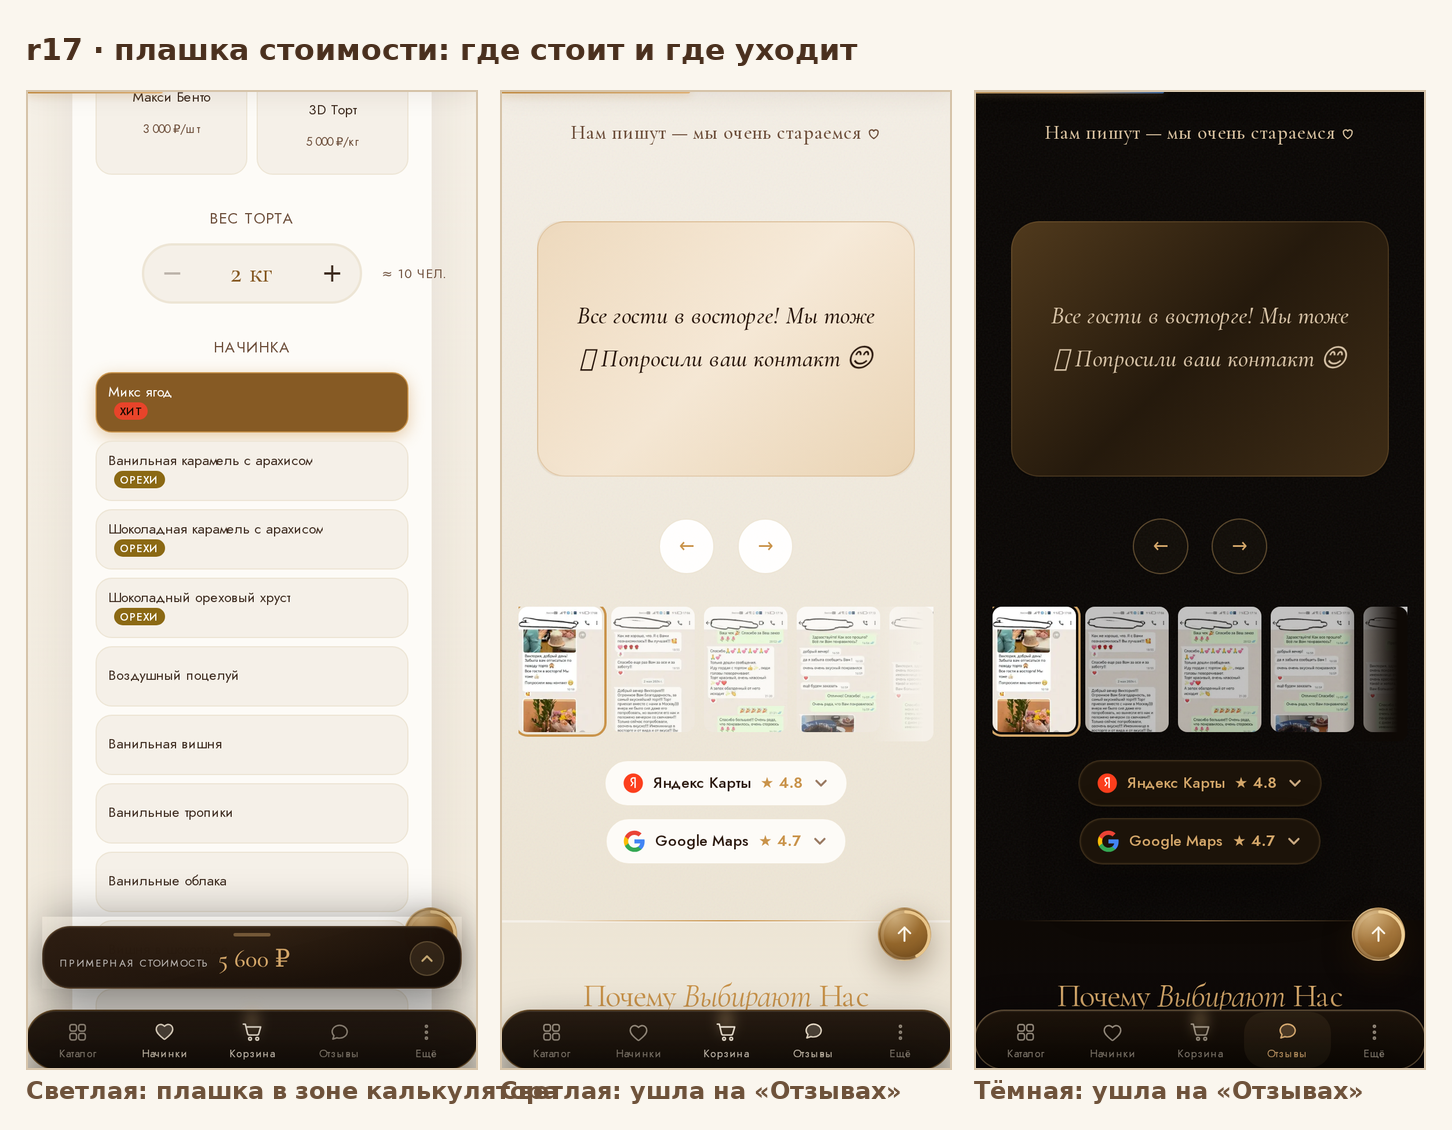 r17 · плашка стоимости: где стоит и где уходит
Макси Бенто
3 000 ₽/шт
3D Торт
5 000 ₽/кг
ВЕС ТОРТА
− 2 кг +
≈ 10 ЧЕЛ.
НАЧИНКА
Микс ягод
ХИТ
Ванильная карамель с арахисом
ОРЕХИ
Шоколадная карамель с арахисом
ОРЕХИ
Шоколадный ореховый хруст
ОРЕХИ
Воздушный поцелуй
Ванильная вишня
Ванильные тропики
Ванильные облака
ПРИМЕРНАЯ СТОИМОСТЬ 5 600 ₽
Каталог Начинки Корзина Отзывы Ещё
Светлая: плашка в зоне калькулятора
Нам пишут — мы очень стараемся ♡
Все гости в восторге! Мы тоже
Попросили ваш контакт 😊
← →
Яндекс Карты ★ 4.8
Google Maps ★ 4.7
↑
Почему Выбирают Нас
Каталог Начинки Корзина Отзывы Ещё
Светлая: ушла на «Отзывах»
Нам пишут — мы очень стараемся ♡
Все гости в восторге! Мы тоже
Попросили ваш контакт 😊
← →
Яндекс Карты ★ 4.8
Google Maps ★ 4.7
↑
Почему Выбирают Нас
Каталог Начинки Корзина Отзывы Ещё
Тёмная: ушла на «Отзывах»